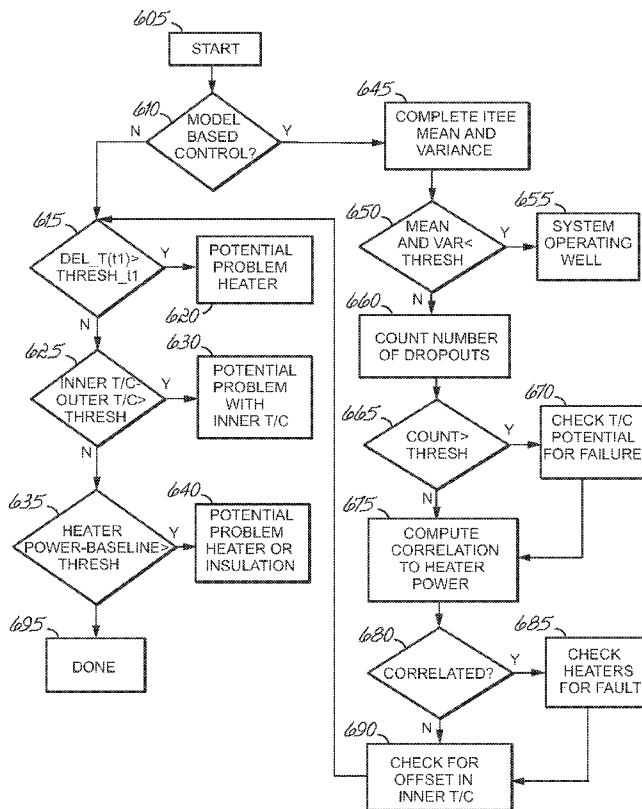 605
START
610
MODEL
BASED
CONTROL?
N
Y
645
COMPLETE ITEE
MEAN AND
VARIANCE
615
DEL_T(t1)>
THRESH_t1
Y
N
POTENTIAL
PROBLEM
HEATER
620
650
MEAN
AND VAR<
THRESH
Y
N
655
SYSTEM
OPERATING
WELL
660
COUNT NUMBER
OF DROPOUTS
625
INNER T/C-
OUTER T/C>
THRESH
Y
N
630
POTENTIAL
PROBLEM
WITH
INNER T/C
665
COUNT>
THRESH
Y
N
670
CHECK T/C
POTENTIAL
FOR FAILURE
635
HEATER
POWER-BASELINE>
THRESH
Y
N
640
POTENTIAL
PROBLEM
HEATER OR
INSULATION
675
COMPUTE
CORRELATION
TO HEATER
POWER
695
DONE
680
CORRELATED?
Y
N
685
CHECK
HEATERS
FOR FAULT
690
CHECK FOR
OFFSET IN
INNER T/C